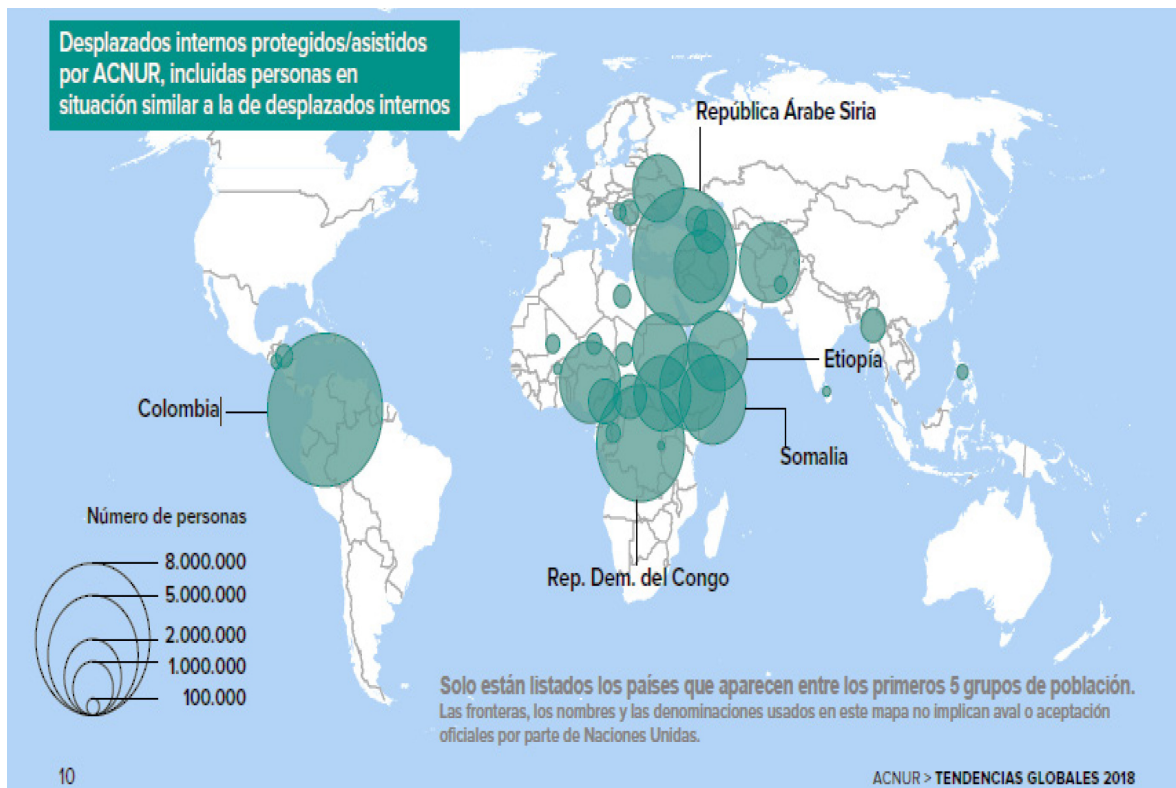 Desplazados internos protegidos/asistidos
por ACNUR, incluidas personas en
situación similar a la de desplazados internos
República Árabe Siria
Etiopía
Colombia
Somalia
Número de personas
8.000.000
5.000.000
2.000.000
1.000.000
100.000
Rep. Dem. del Congo
Solo están listados los países que aparecen entre los primeros 5 grupos de población.
Las fronteras, los nombres y las denominaciones usados en este mapa no implican aval o aceptación
oficiales por parte de Naciones Unidas.
10
ACNUR > TENDENCIAS GLOBALES 2018